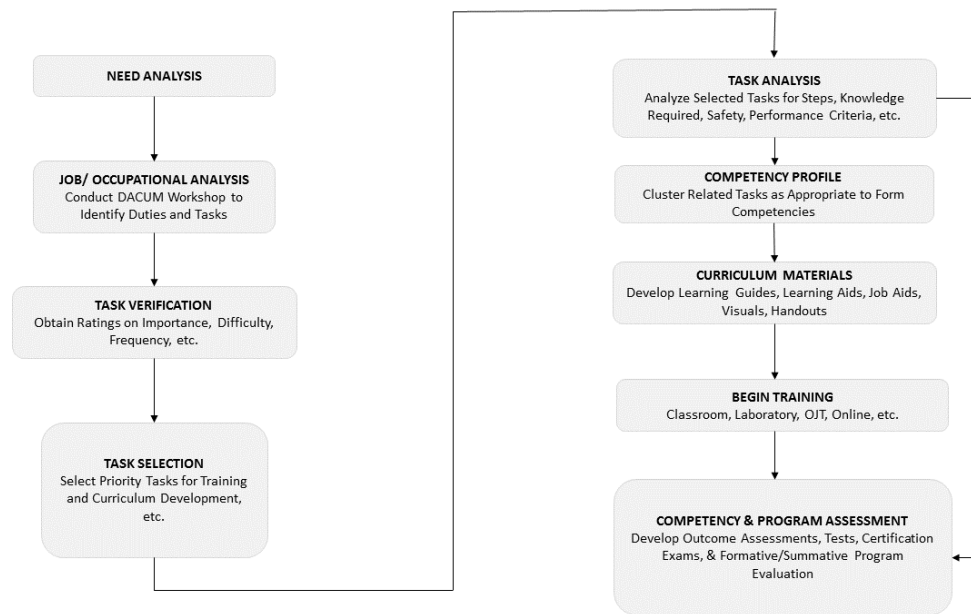 NEED ANALYSIS
JOB/ OCCUPATIONAL ANALYSIS
Conduct DACUM Workshop to
Identify Duties and Tasks
TASK VERIFICATION
Obtain Ratings on Importance, Difficulty,
Frequency, etc.
TASK SELECTION
Select Priority Tasks for Training
and Curriculum Development,
etc.
TASK ANALYSIS
Analyze Selected Tasks for Steps, Knowledge
Required, Safety, Performance Criteria, etc.
COMPETENCY PROFILE
Cluster Related Tasks as Appropriate to Form
Competencies
CURRICULUM MATERIALS
Develop Learning Guides, Learning Aids, Job Aids,
Visuals, Handouts
BEGIN TRAINING
Classroom, Laboratory, OJT, Online, etc.
COMPETENCY & PROGRAM ASSESSMENT
Develop Outcome Assessments, Tests, Certification
Exams, & Formative/Summative Program
Evaluation